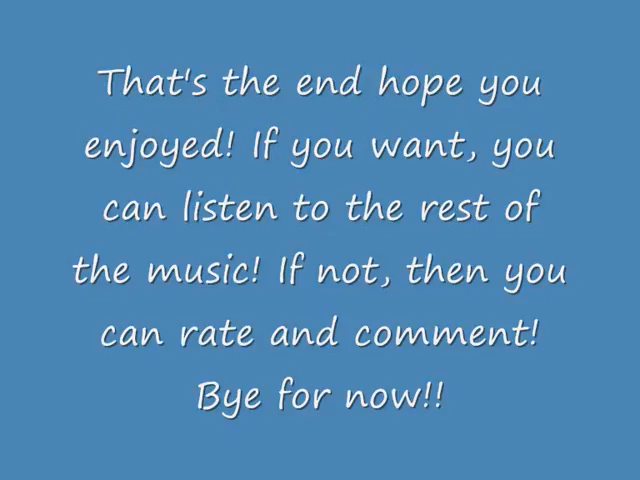 That's the end hope you
enjoyed! If you want, you
can listen to the rest of
the music! If not, then you
can rate and comment!
Bye for now!!